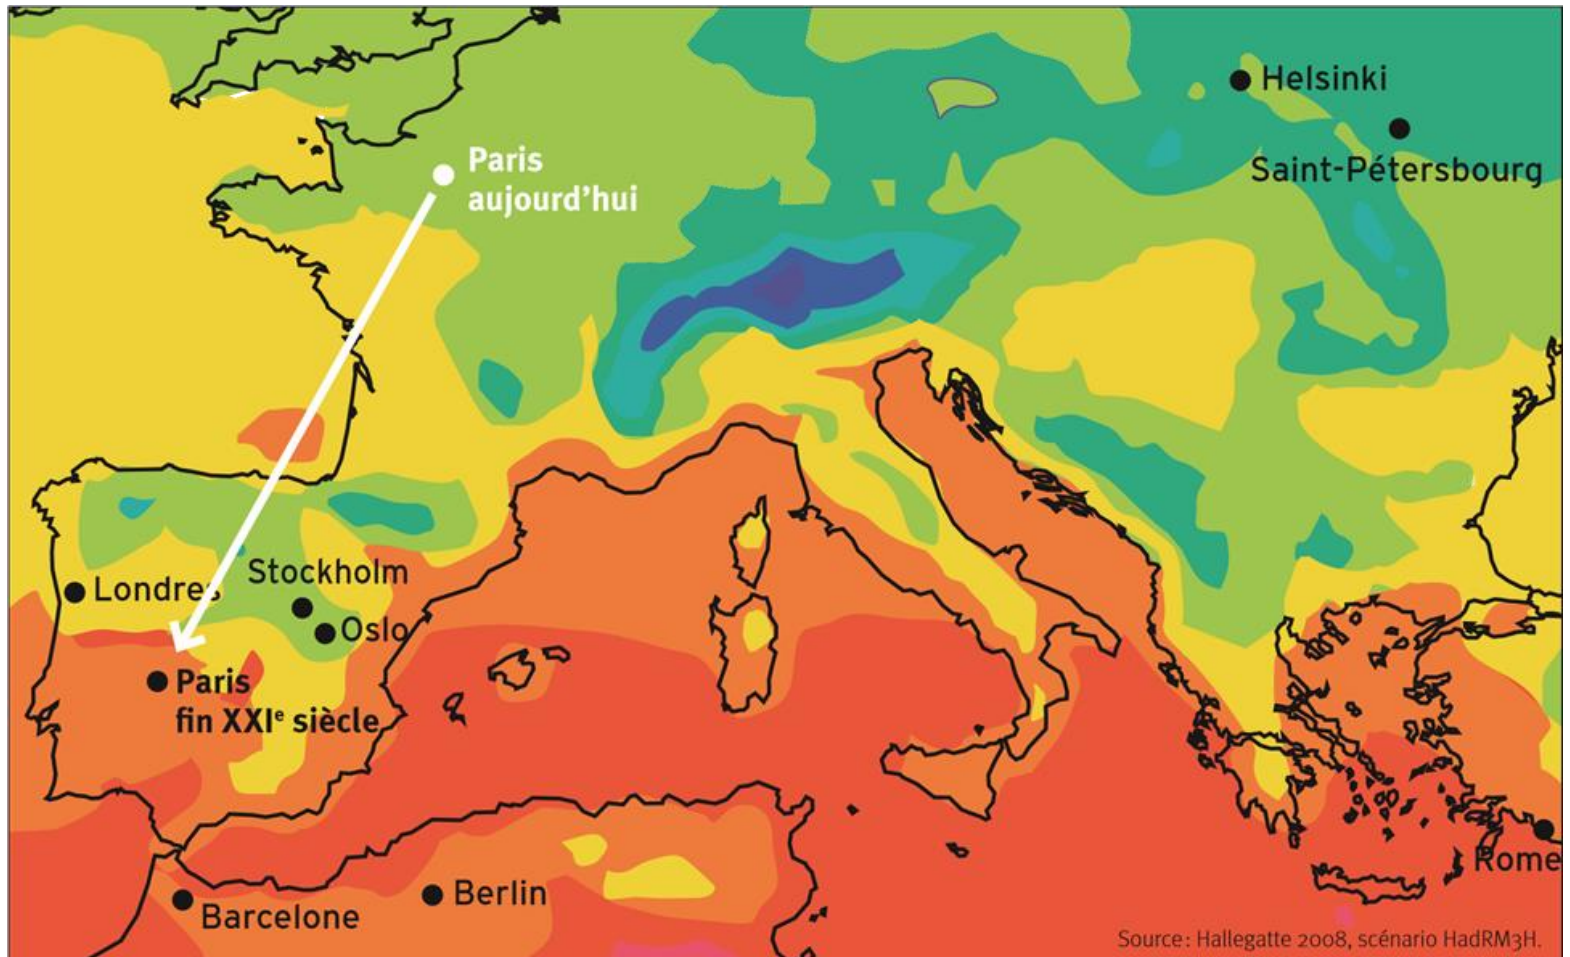 Helsinki
Saint-Pétersbourg
Paris
aujourd'hui
Stockholm
Londres
Oslo
Paris
fin XXIe siècle
Rome
Berlin
Barcelone
Source: Hallegatte 2008, scénario HadRM3H.